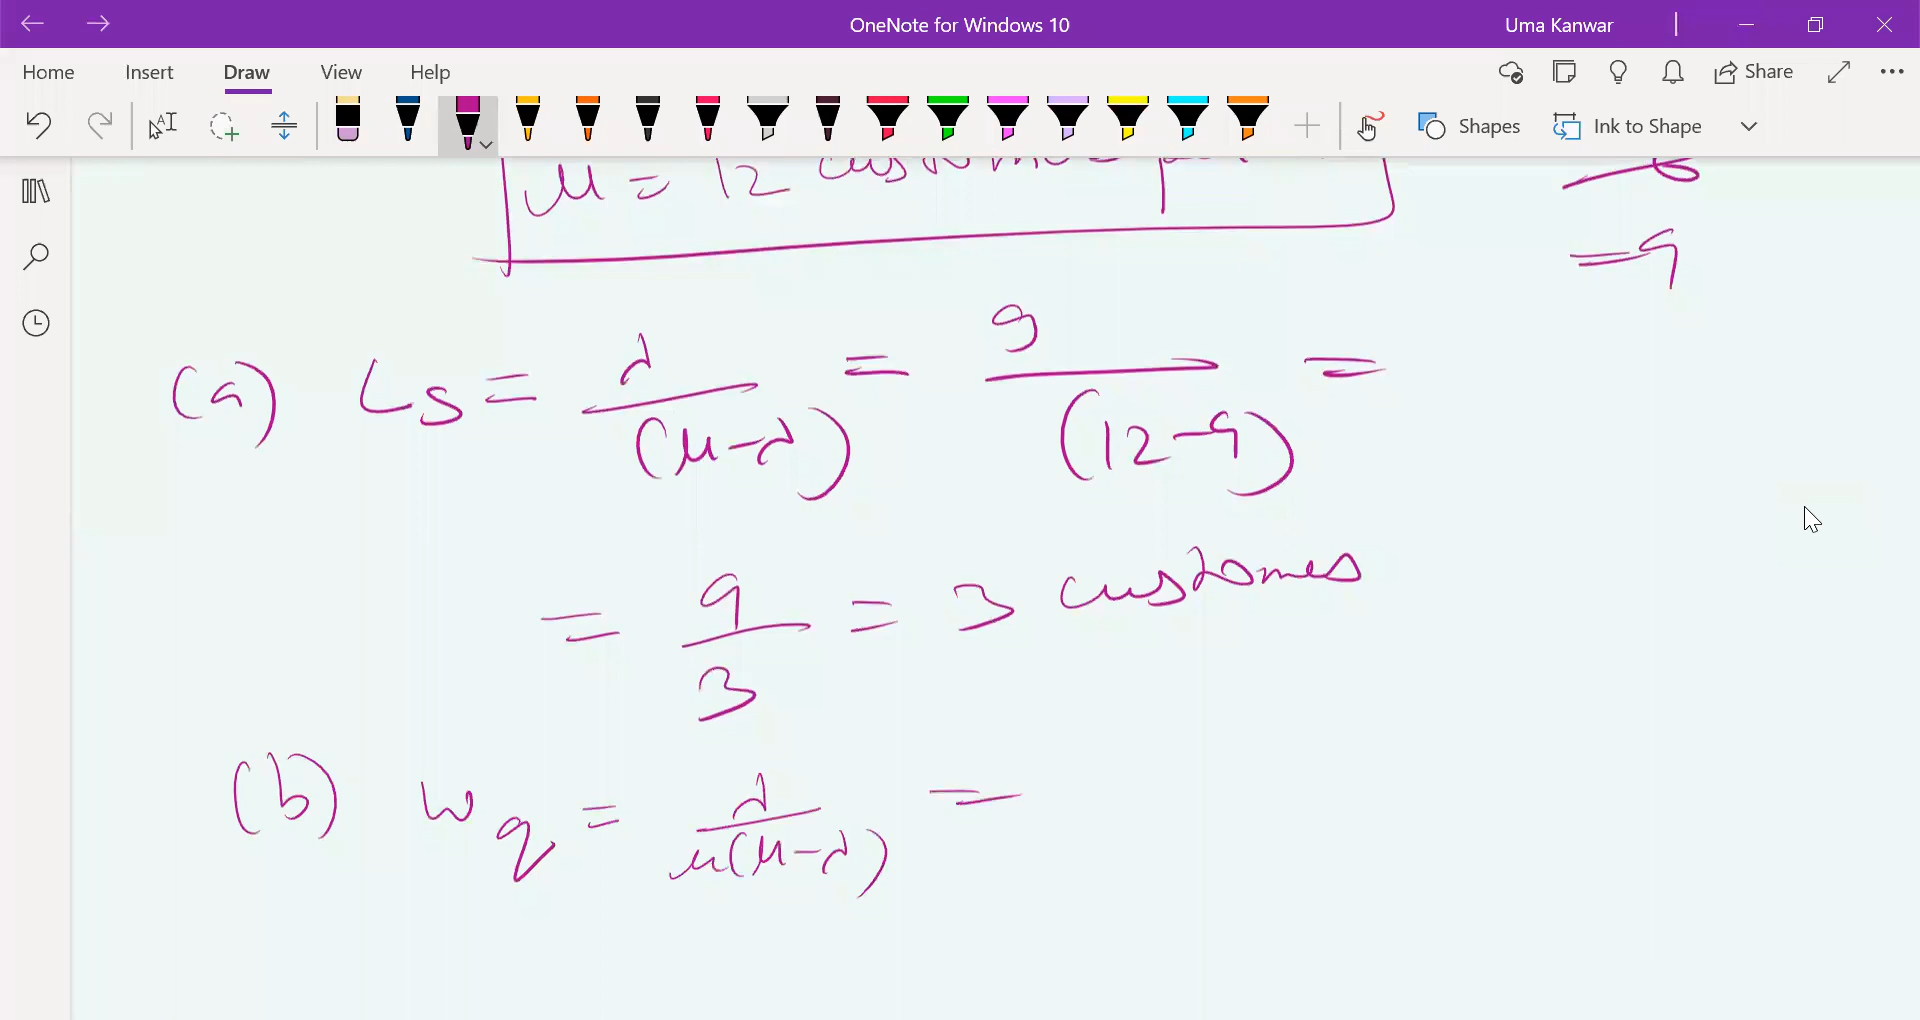 OneNote for Windows 10
Uma Kanwar
Home Insert Draw View Help
Share
Shapes
Ink to Shape
μ = 12
= 9
(a) Ls = λ / (μ-λ) = 9 / (12-9) =
= 9 / 3 = 3 customes
(b) Wq = λ / μ(μ-λ) =